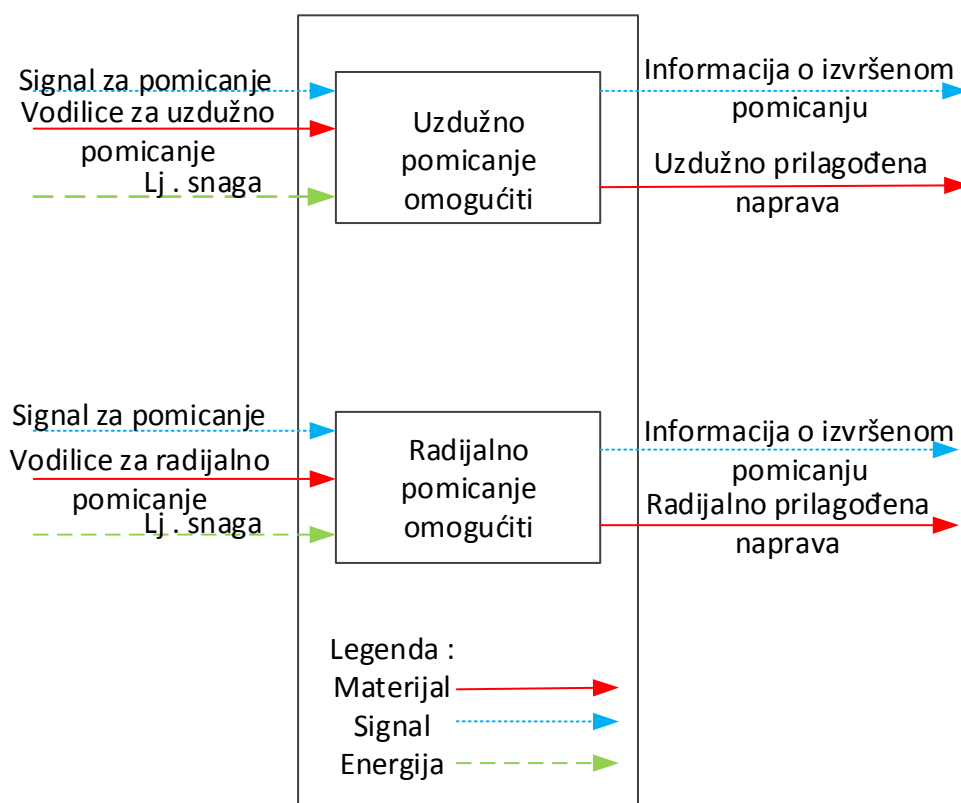 Signal za pomicanje
Vodilice za uzdužno
pomicanje
Lj . snaga
Uzdužno
pomicanje
omogućiti
Informacija o izvršenom
pomicanju
Uzdužno prilagođena
naprava
Signal za pomicanje
Vodilice za radijalno
pomicanje
Lj . snaga
Radijalno
pomicanje
omogućiti
Informacija o izvršenom
pomicanju
Radijalno prilagođena
naprava
Legenda :
Materijal
Signal
Energija